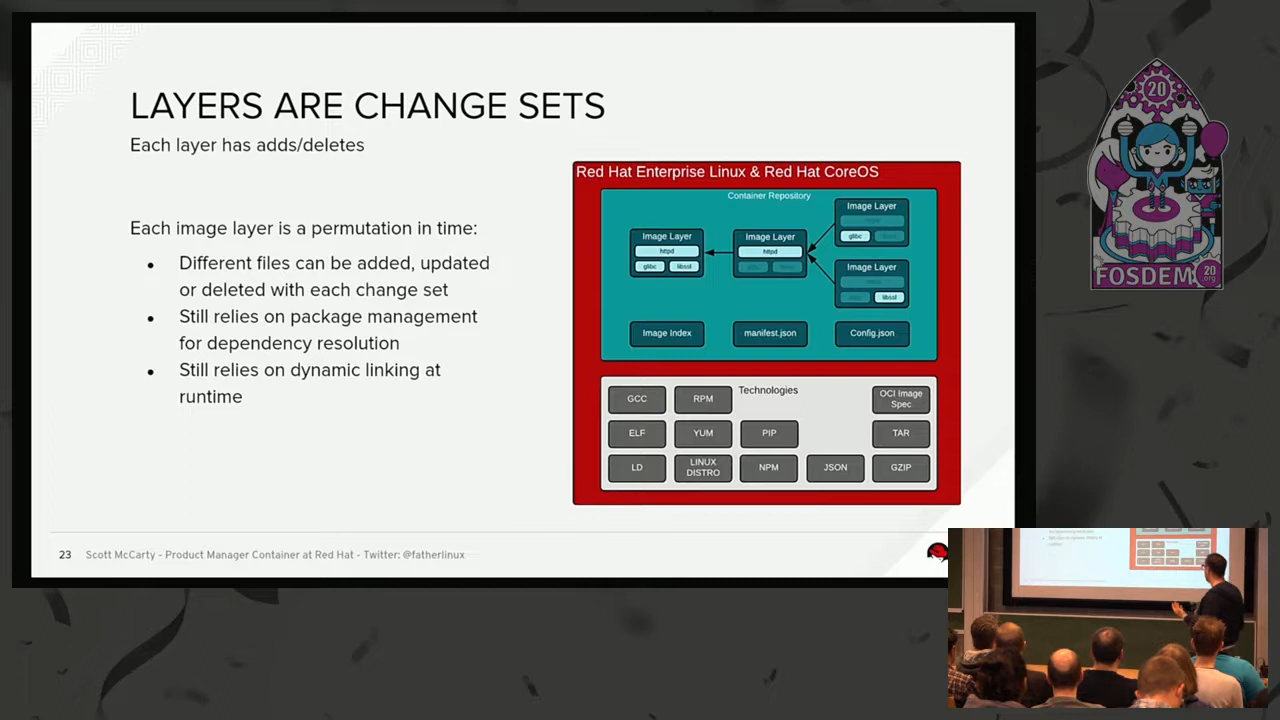 LAYERS ARE CHANGE SETS
Each layer has adds/deletes
Each image layer is a permutation in time:
Different files can be added, updated
or deleted with each change set
Still relies on package management
for dependency resolution
Still relies on dynamic linking at
runtime
Red Hat Enterprise Linux & Red Hat CoreOS
Container Repository
Image Layer
httpd
glibc
libssl
Image Layer
httpd
Image Layer
glibc
Image Layer
libssl
Image Index
manifest.json
Config.json
Technologies
GCC
RPM
OCI Image
Spec
ELF
YUM
PIP
TAR
LD
LINUX
DISTRO
NPM
JSON
GZIP
23
Scott McCarty - Product Manager Container at Red Hat - Twitter: @fatherlinux
20
FOSDEM
20
.org